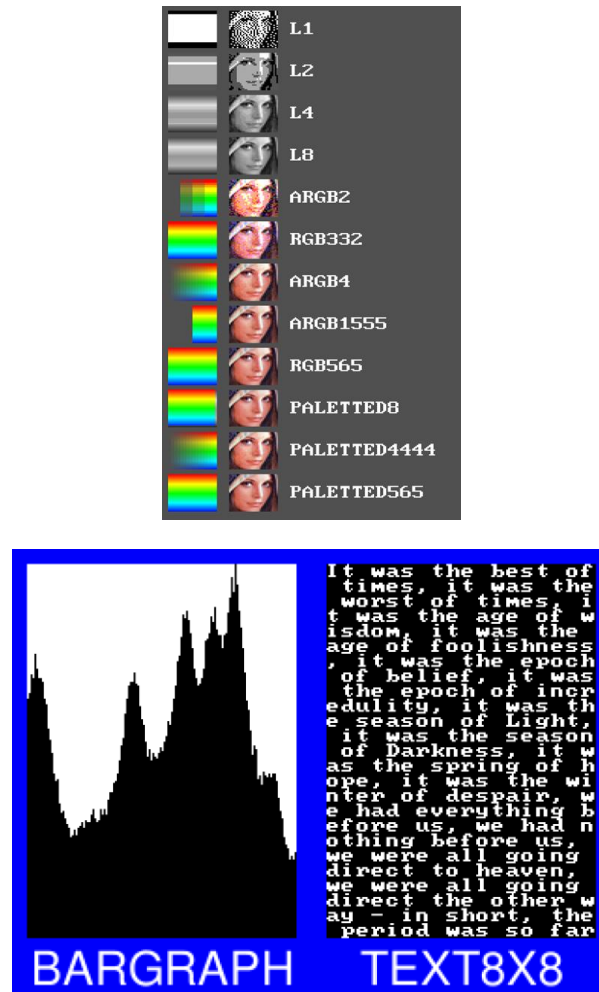 L1
L2
L4
L8
ARGB2
RGB332
ARGB4
ARGB1555
RGB565
PALETTED8
PALETTED4444
PALETTED565
It was the best of
times, it was the
worst of times, i
t was the age of w
isdom, it was the
age of foolishness
, it was the epoch
of belief, it was
the epoch of incr
edulity, it was th
e season of Light,
it was the season
of Darkness, it w
as the spring of h
ope, it was the wi
nter of despair, w
e had everything b
efore us, we had n
othing before us,
we were all going
direct to heaven,
we were all going
direct the other w
ay - in short, the
period was so far
BARGRAPH
TEXT8X8